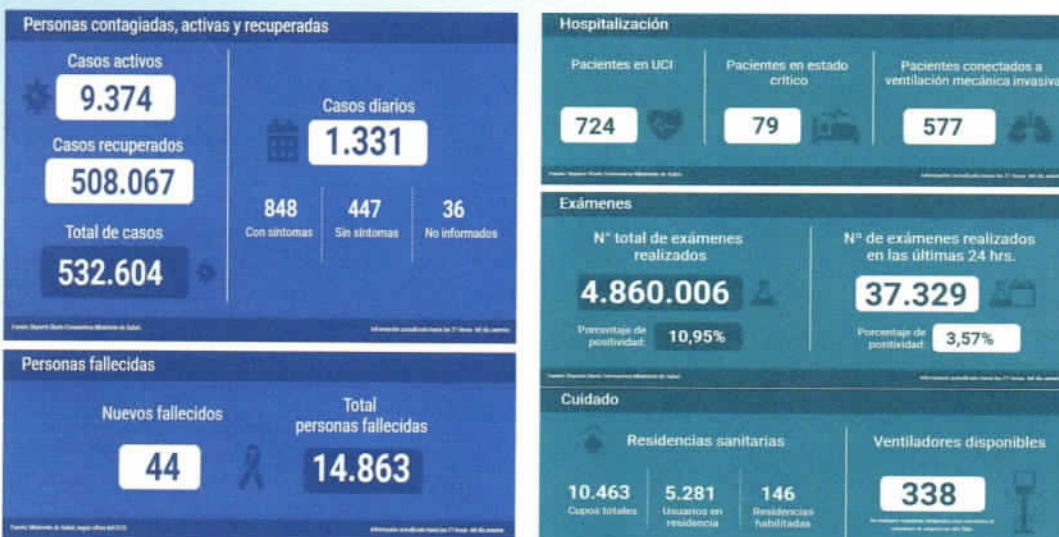 Personas contagiadas, activas y recuperadas
Casos activos
9.374
Casos recuperados
508.067
Total de casos
532.604
Casos diarios
1.331
848
Con síntomas
447
Sin síntomas
36
No informados
Personas fallecidas
Nuevos fallecidos
44
Total
personas fallecidas
14.863
Hospitalización
Pacientes en UCI
724
Pacientes en estado
crítico
79
Pacientes conectados a
ventilación mecánica invasiva
577
Exámenes
N° total de exámenes
realizados
4.860.006
Porcentaje de
positividad:
10,95%
Nº de exámenes realizados
en las últimas 24 hrs.
37.329
Porcentaje de
positividad:
3,57%
Cuidado
Residencias sanitarias
10.463
Cupos totales
5.281
Usuarios en
residencia
146
Residencias
habilitadas
Ventiladores disponibles
338